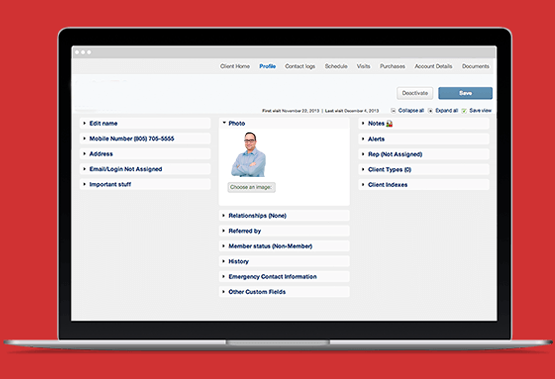 Client Home Profile Contact logs Schedule Visits Purchases Account Details Documents
Deactivate Save
First visit November 22, 2013 | Last visit December 4, 2013 Collapse all Expand all Save view
Edit name
Mobile Number (805) 705-5555
Address
Email/Login Not Assigned
Important stuff
Photo
Choose an image:
Relationships (None)
Referred by
Member status (Non-Member)
History
Emergency Contact Information
Other Custom Fields
Notes
Alerts
Rep (Not Assigned)
Client Types (0)
Client Indexes